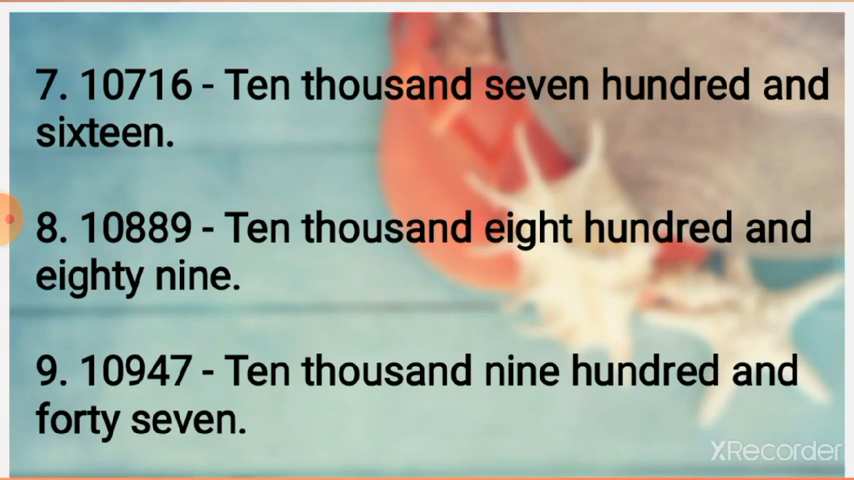 7. 10716 - Ten thousand seven hundred and
sixteen.
8. 10889 - Ten thousand eight hundred and
eighty nine.
9. 10947 - Ten thousand nine hundred and
forty seven.
XRecorder